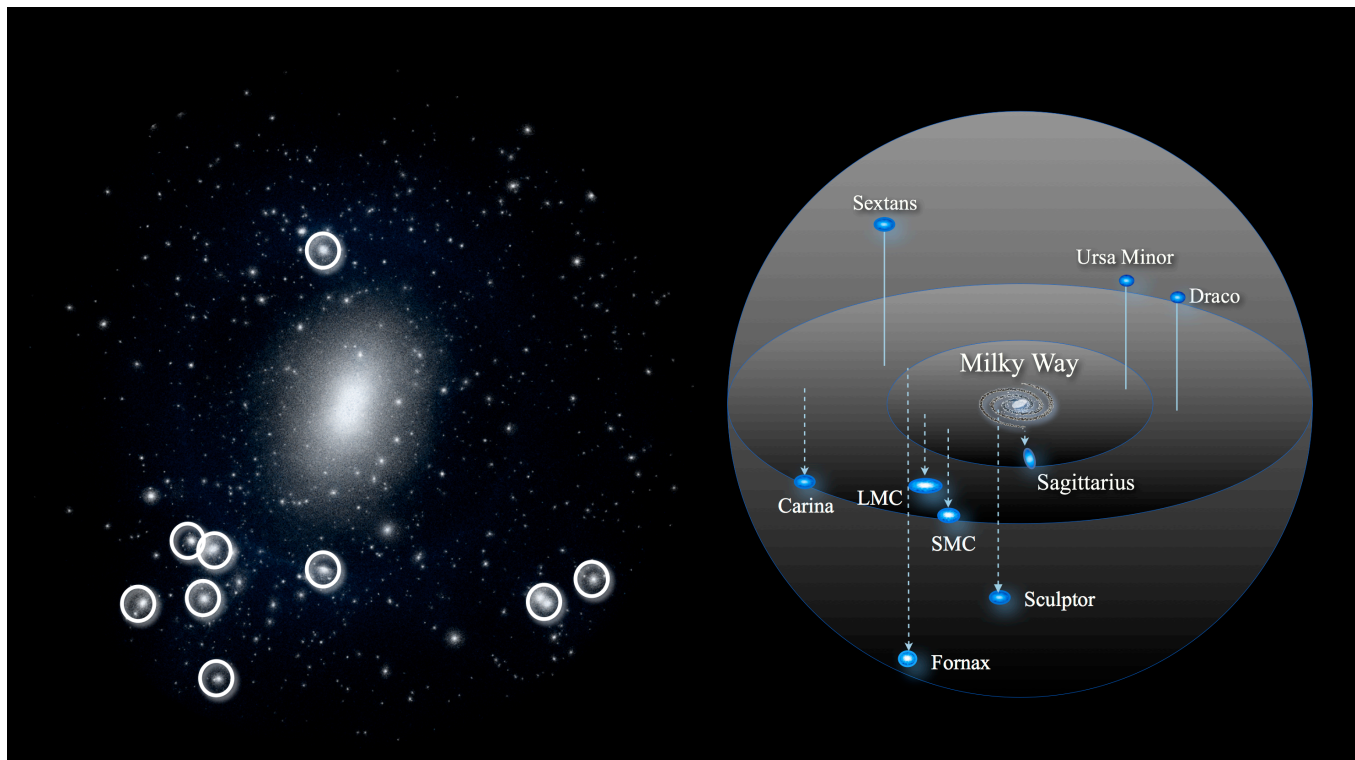 Sextans
Ursa Minor
Draco
Milky Way
Sagittarius
LMC
Carina
SMC
Sculptor
Fornax